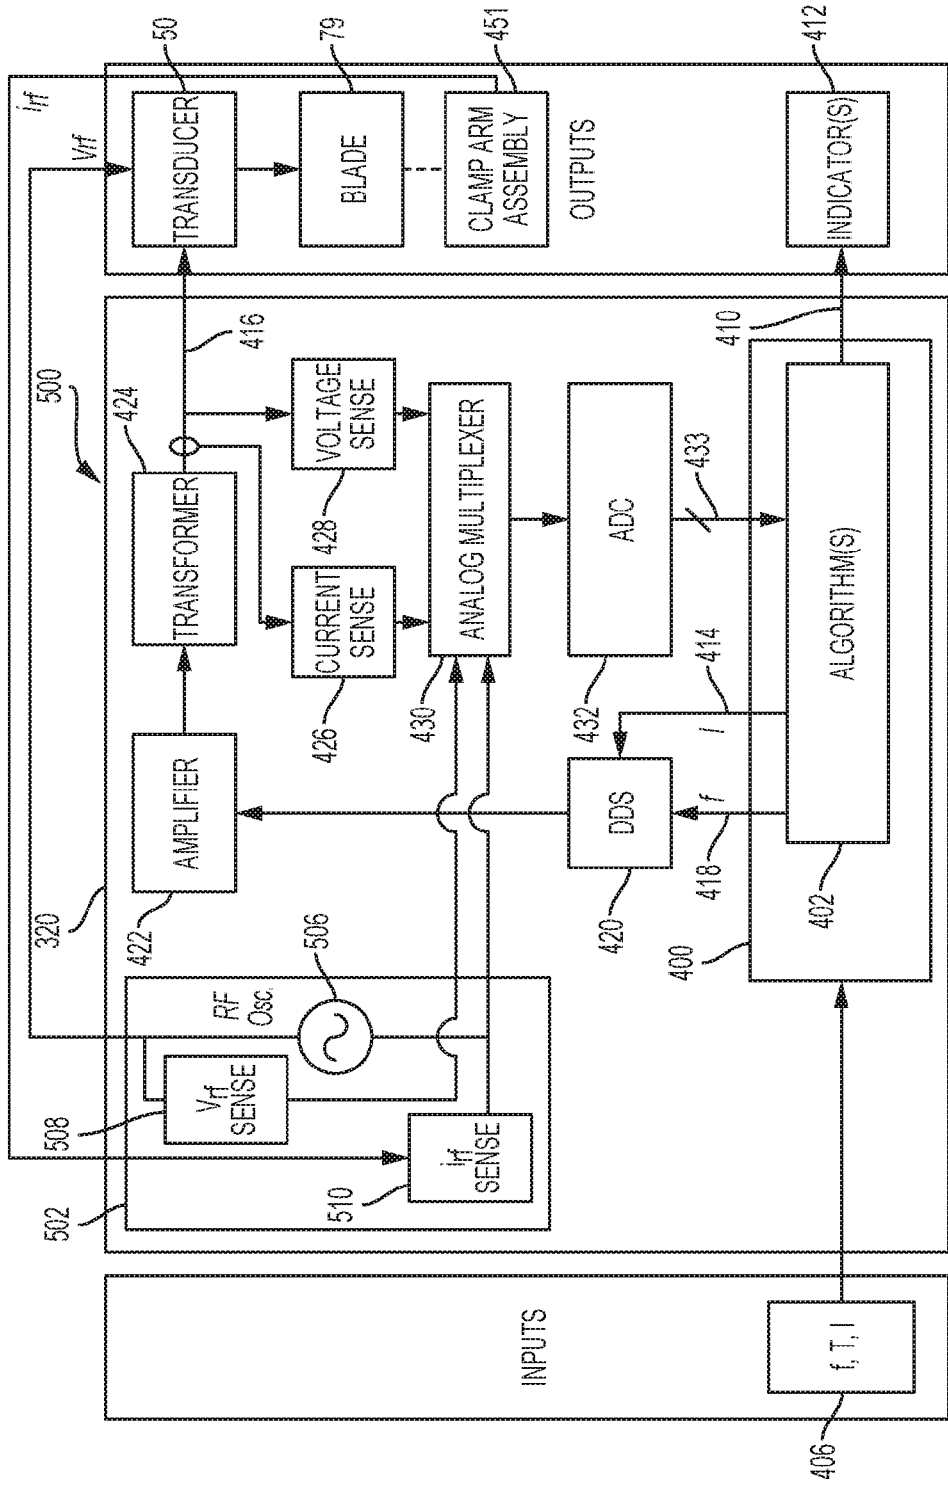 500
320
INPUTS
406
f, T, I
502
508
Vrf
SENSE
510
irf
SENSE
RF
Osc.
506
422
AMPLIFIER
424
TRANSFORMER
416
426
CURRENT
SENSE
428
VOLTAGE
SENSE
430
ANALOG MULTIPLEXER
432
ADC
433
420
DDS
418
f
414
I
400
402
ALGORITHM(S)
410
OUTPUTS
Vrf
irf
50
TRANSDUCER
79
BLADE
451
CLAMP ARM
ASSEMBLY
412
INDICATOR(S)